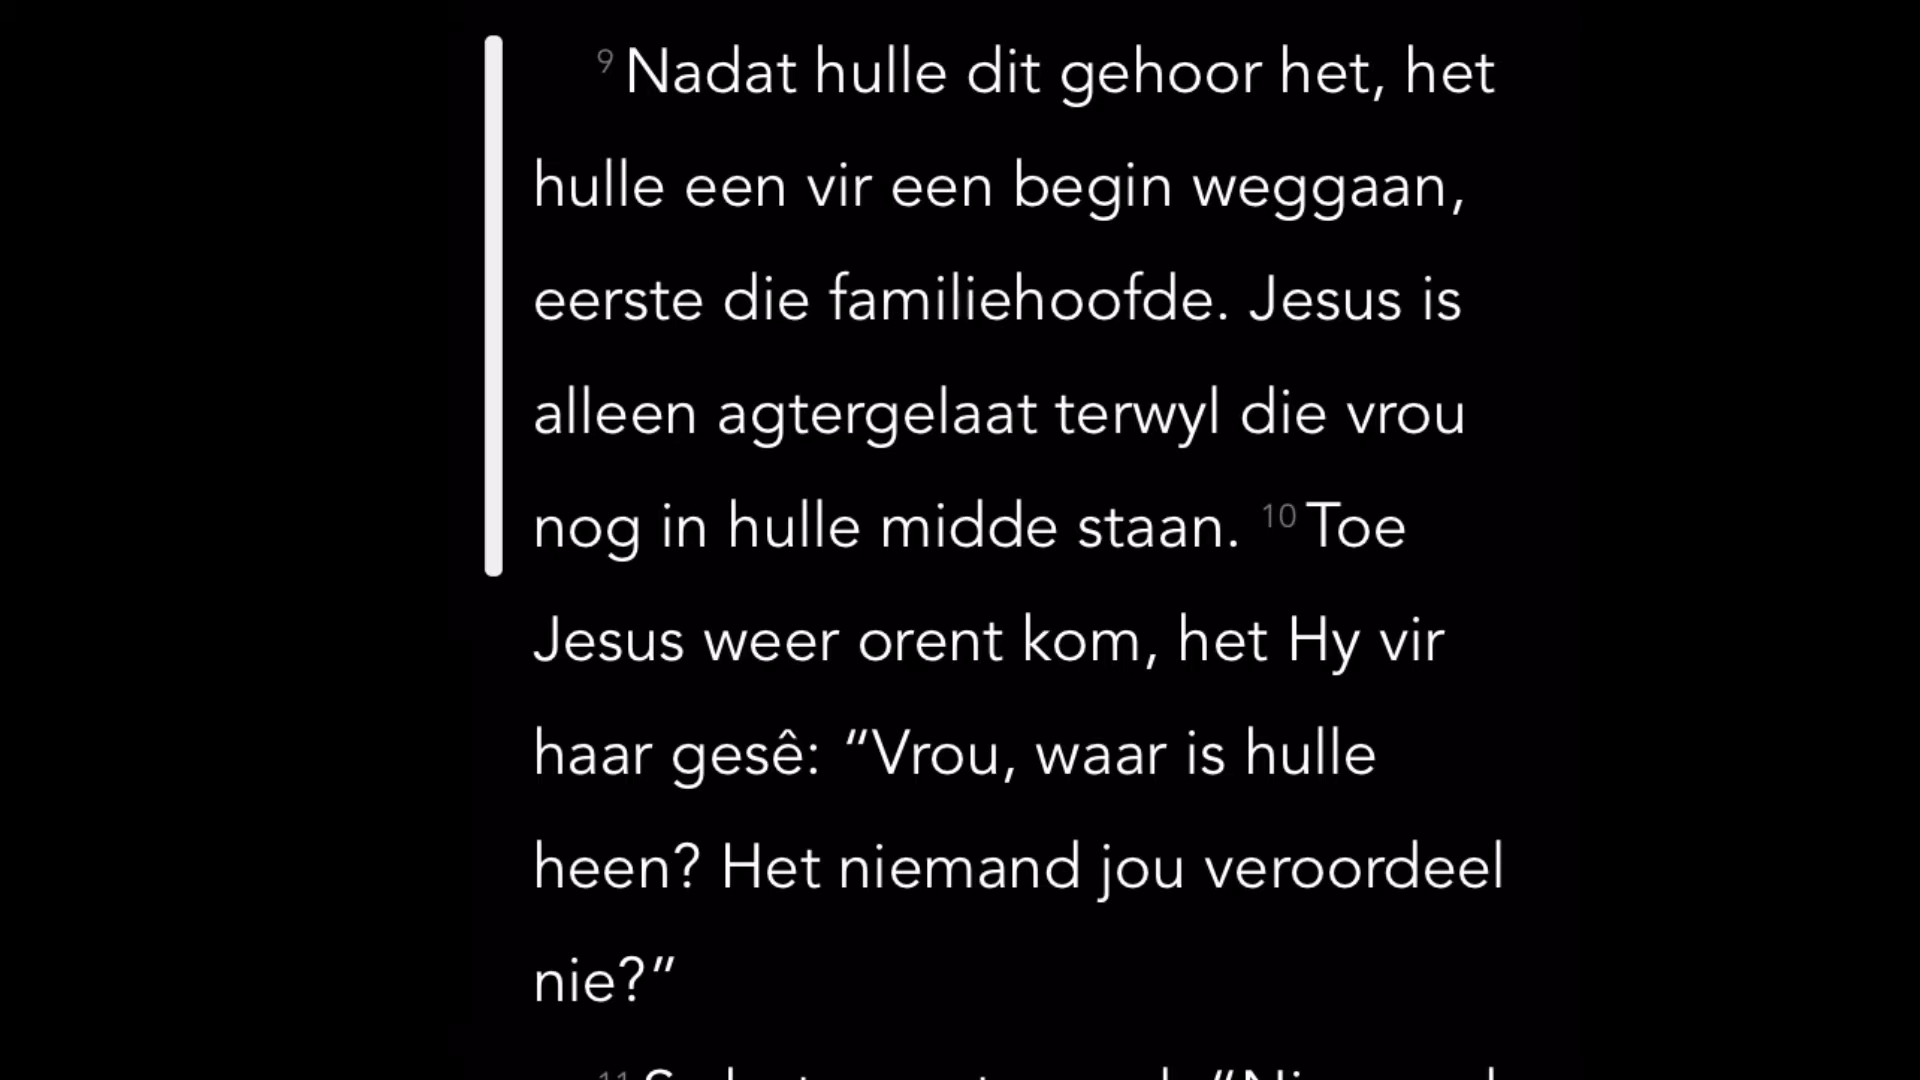 9 Nadat hulle dit gehoor het, het
hulle een vir een begin weggaan,
eerste die familiehoofde. Jesus is
alleen agtergelaat terwyl die vrou
nog in hulle midde staan. 10 Toe
Jesus weer orent kom, het Hy vir
haar gesê: “Vrou, waar is hulle
heen? Het niemand jou veroordeel
nie?”